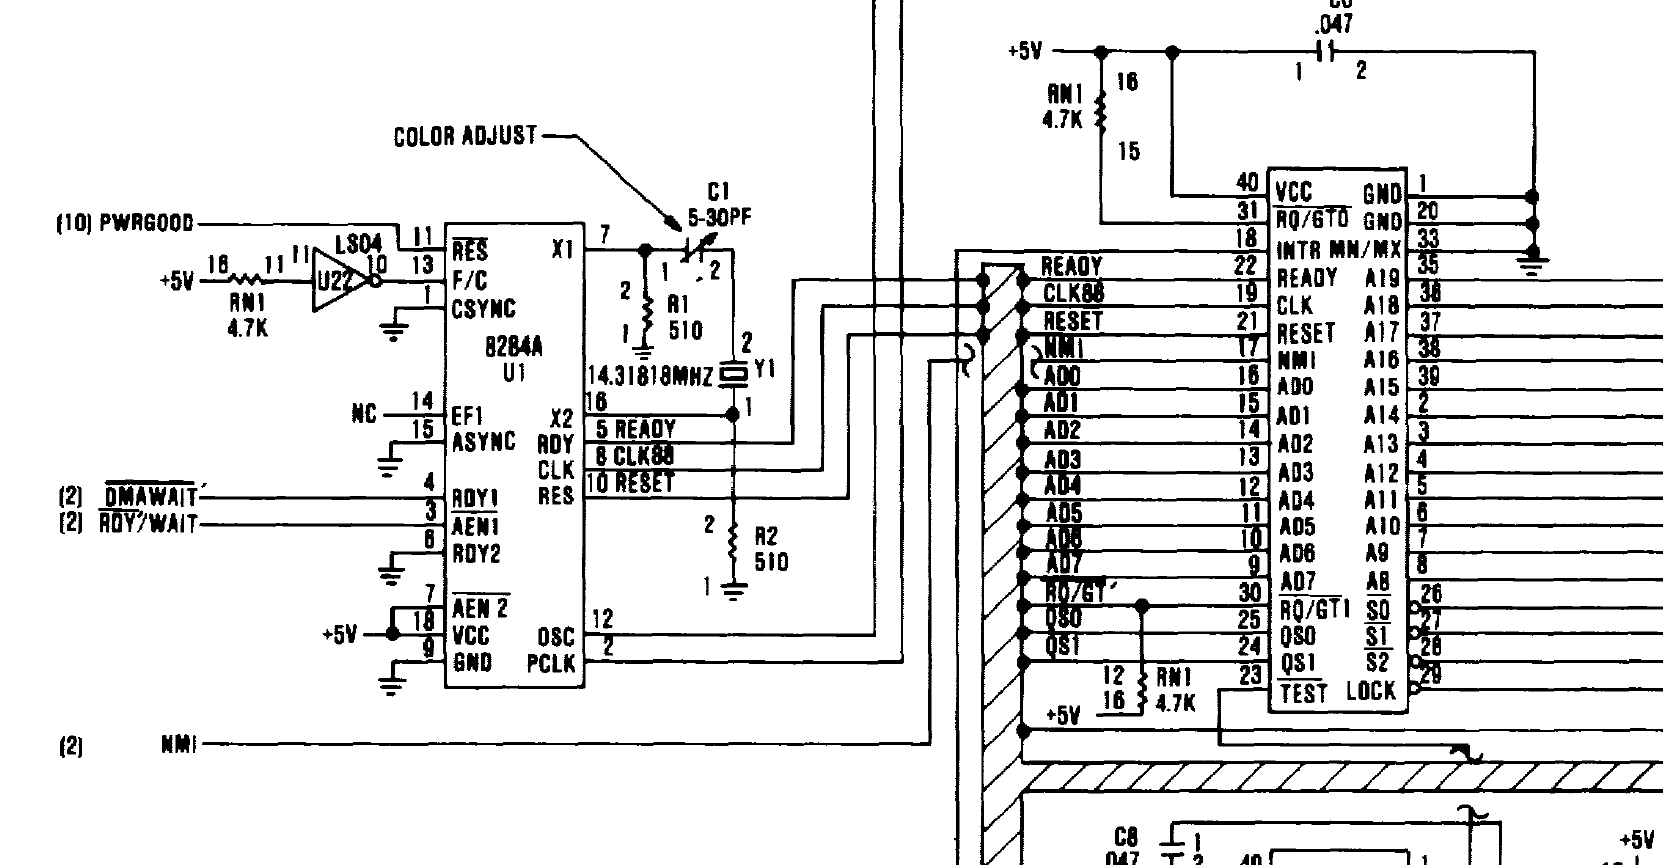 .047
+5V
1 2
16
RN1
4.7K
15
COLOR ADJUST
C1
5-30PF
(10) PWRGOOD
LS04
11 RES
X1 7
16 11 11 U22 10 13 F/C
+5V
RN1
4.7K
1 CSYNC
1 2
2
R1
510
1
8284A
U1
14.31818MHZ
2
Y1
1
NC 14 EF1
X2 16
15 ASYNC
RDY 5 READY
CLK 8 CLK88
RES 10 RESET
(2) DMAWAIT 4 RDY1
(2) RDY/WAIT 3 AEN1
6 RDY2
2
R2
510
1
7 AEN 2
+5V 18 VCC
OSC 12
9 GND
PCLK 2
(2) NMI
40 VCC GND 1
31 RQ/GT0 GND 20
18 INTR MN/MX 33
READY 22 READY A19 35
CLK88 19 CLK A18 36
RESET 21 RESET A17 37
NMI 17 NMI A16 38
AD0 16 AD0 A15 39
AD1 15 AD1 A14 2
AD2 14 AD2 A13 3
AD3 13 AD3 A12 4
AD4 12 AD4 A11 5
AD5 11 AD5 A10 6
AD6 10 AD6 A9 7
AD7 9 AD7 A8 8
RQ/GT 30 RQ/GT1 S0 26
QS0 25 QS0 S1 27
QS1 24 QS1 S2 28
23 TEST LOCK 29
12
16
RN1
4.7K
+5V
C8
047
1
40
1
+5V